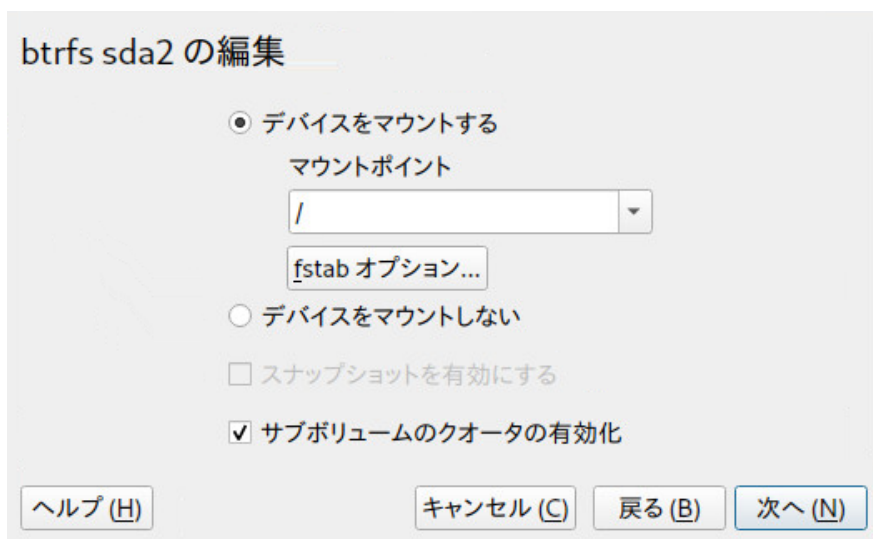 btrfs sda2 の編集
デバイスをマウントする
マウントポイント
/
fstab オプション...
デバイスをマウントしない
スナップショットを有効にする
サブボリュームのクオータの有効化
ヘルプ (H) キャンセル (C) 戻る (B) 次へ (N)